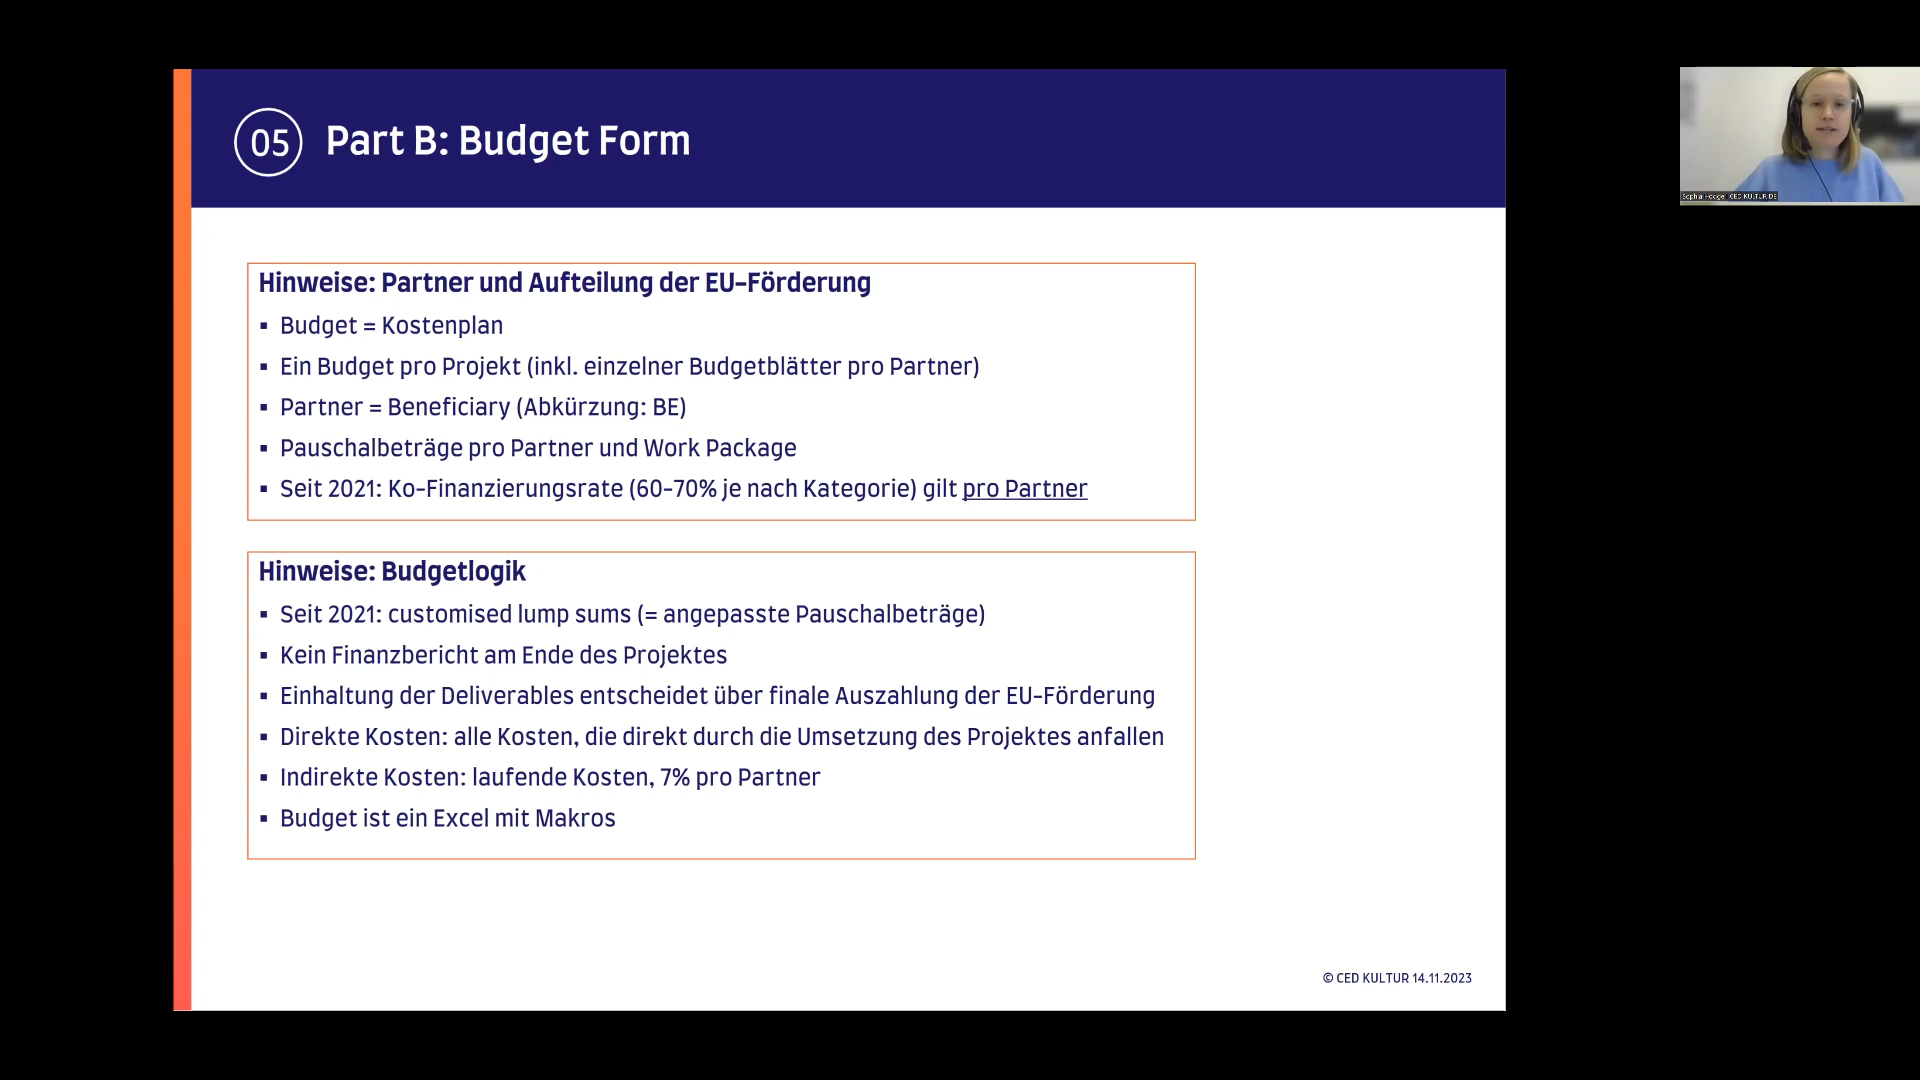 05 Part B: Budget Form
Hinweise: Partner und Aufteilung der EU-Förderung
▪ Budget = Kostenplan
▪ Ein Budget pro Projekt (inkl. einzelner Budgetblätter pro Partner)
▪ Partner = Beneficiary (Abkürzung: BE)
▪ Pauschalbeträge pro Partner und Work Package
▪ Seit 2021: Ko-Finanzierungsrate (60-70% je nach Kategorie) gilt pro Partner
Hinweise: Budgetlogik
▪ Seit 2021: customised lump sums (= angepasste Pauschalbeträge)
▪ Kein Finanzbericht am Ende des Projektes
▪ Einhaltung der Deliverables entscheidet über finale Auszahlung der EU-Förderung
▪ Direkte Kosten: alle Kosten, die direkt durch die Umsetzung des Projektes anfallen
▪ Indirekte Kosten: laufende Kosten, 7% pro Partner
▪ Budget ist ein Excel mit Makros
© CED KULTUR 14.11.2023
CED KULTUR DE